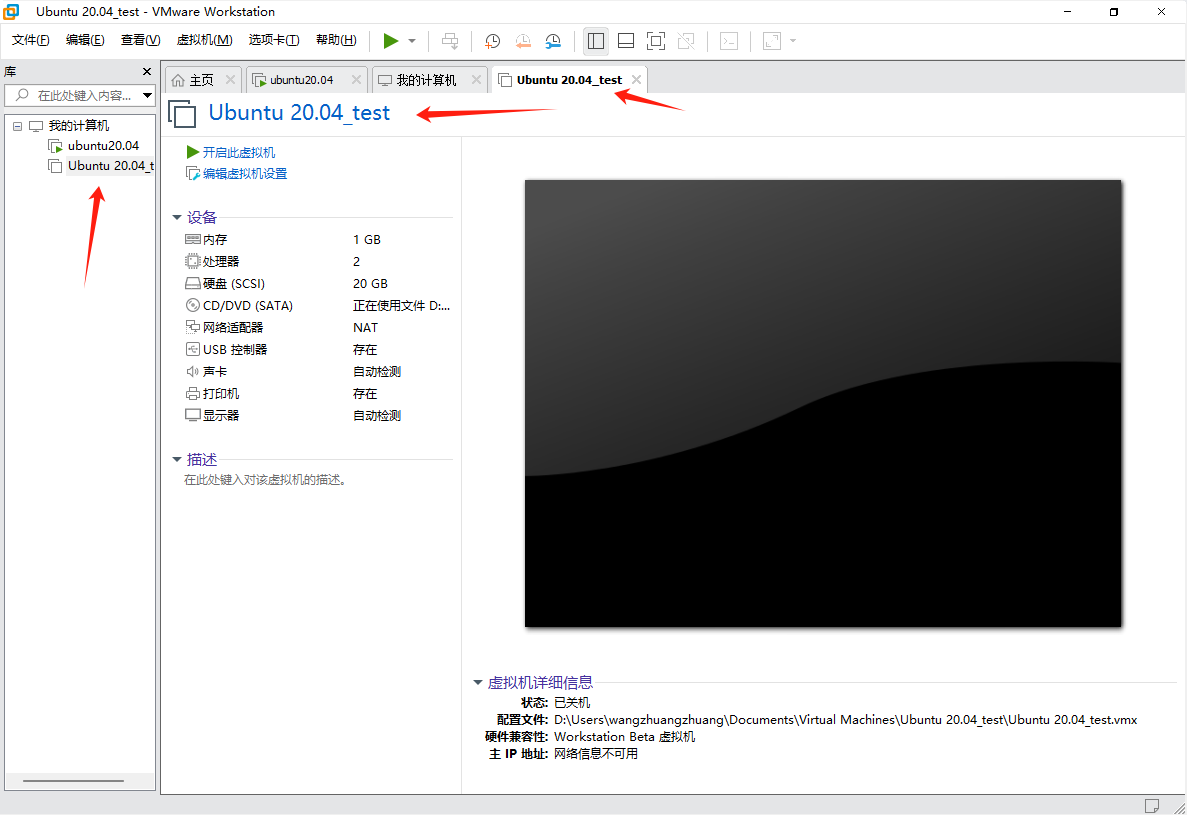 Ubuntu 20.04_test - VMware Workstation
文件(F) 编辑(E) 查看(V) 虚拟机(M) 选项卡(T) 帮助(H)
库
在此处键入内容...
我的计算机
ubuntu20.04
Ubuntu 20.04_t
主页 ubuntu20.04 我的计算机 Ubuntu 20.04_test
Ubuntu 20.04_test
开启此虚拟机
编辑虚拟机设置
设备
内存 1 GB
处理器 2
硬盘 (SCSI) 20 GB
CD/DVD (SATA) 正在使用文件 D:...
网络适配器 NAT
USB 控制器 存在
声卡 自动检测
打印机 存在
显示器 自动检测
描述
在此处键入对该虚拟机的描述。
虚拟机详细信息
状态: 已关机
配置文件: D:\Users\wangzhuangzhuang\Documents\Virtual Machines\Ubuntu 20.04_test\Ubuntu 20.04_test.vmx
硬件兼容性: Workstation Beta 虚拟机
主 IP 地址: 网络信息不可用